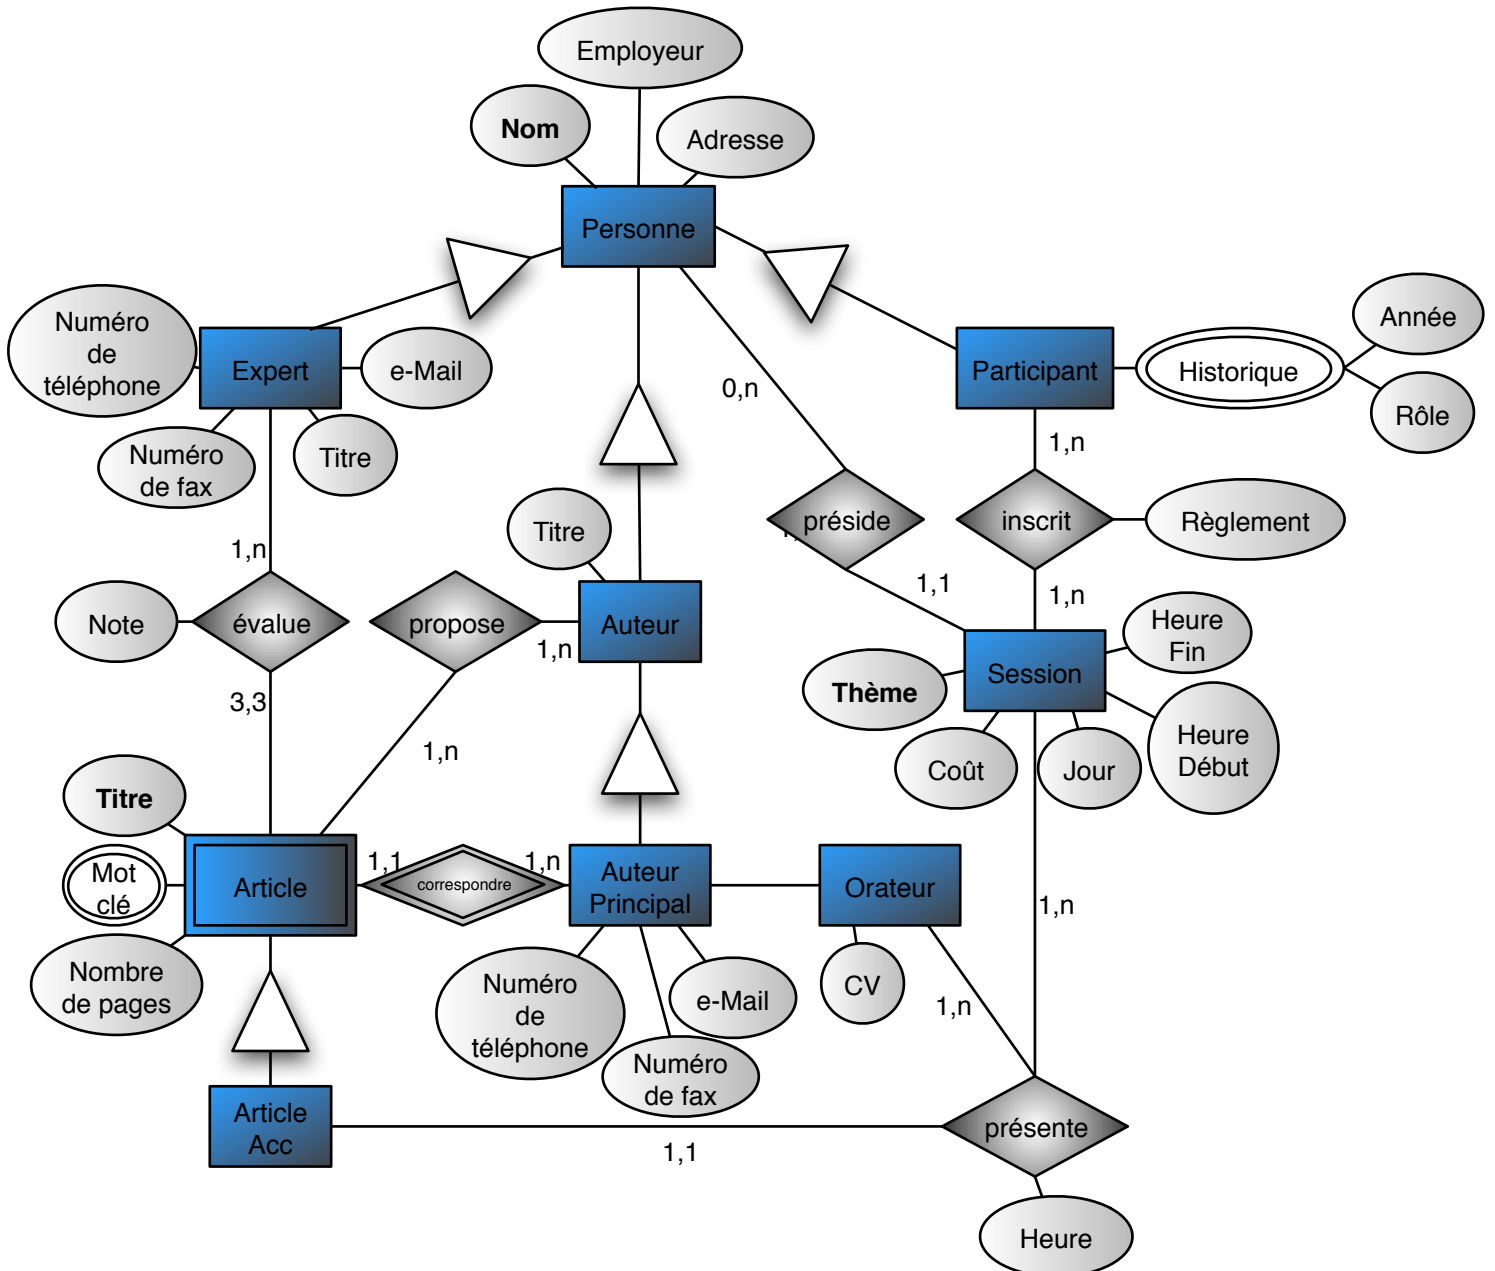 Employeur
Nom
Adresse
Personne
Numéro
de
téléphone
Expert
e-Mail
Numéro
de fax
Titre
0,n
Participant
Historique
Année
Rôle
1,n
Titre
préside
inscrit
Règlement
1,n
Note
évalue
propose
1,n
Auteur
1,1
1,n
Heure
Fin
Thème
Session
Heure
Début
Coût
Jour
3,3
1,n
Titre
Mot
clé
Article
1,1
correspondre
1,n
Auteur
Principal
Orateur
1,n
Nombre
de pages
Numéro
de
téléphone
e-Mail
CV
1,n
Numéro
de fax
Article
Acc
1,1
présente
Heure